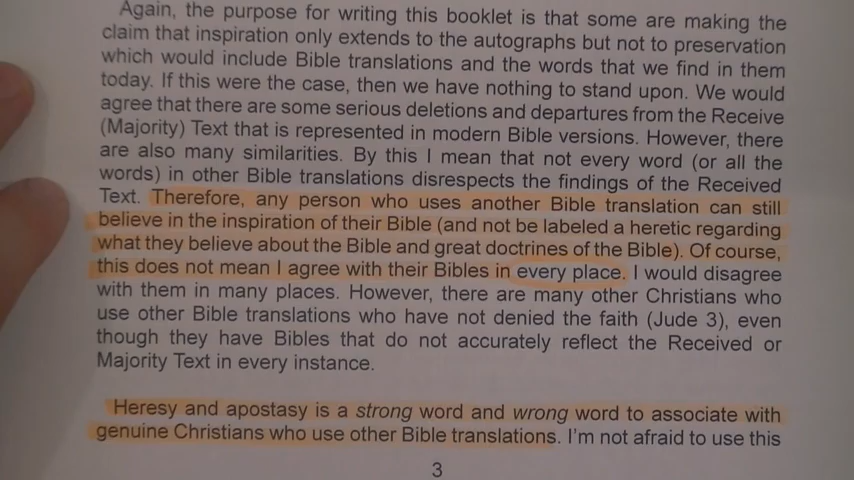 Again, the purpose for writing this booklet is that some are making the
claim that inspiration only extends to the autographs but not to preservation
which would include Bible translations and the words that we find in them
today. If this were the case, then we have nothing to stand upon. We would
agree that there are some serious deletions and departures from the Receive
(Majority) Text that is represented in modern Bible versions. However, there
are also many similarities. By this I mean that not every word (or all the
words) in other Bible translations disrespects the findings of the Received
Text. Therefore, any person who uses another Bible translation can still
believe in the inspiration of their Bible (and not be labeled a heretic regarding
what they believe about the Bible and great doctrines of the Bible). Of course,
this does not mean I agree with their Bibles in every place. I would disagree
with them in many places. However, there are many other Christians who
use other Bible translations who have not denied the faith (Jude 3), even
though they have Bibles that do not accurately reflect the Received or
Majority Text in every instance.
Heresy and apostasy is a strong word and wrong word to associate with
genuine Christians who use other Bible translations. I'm not afraid to use this
3